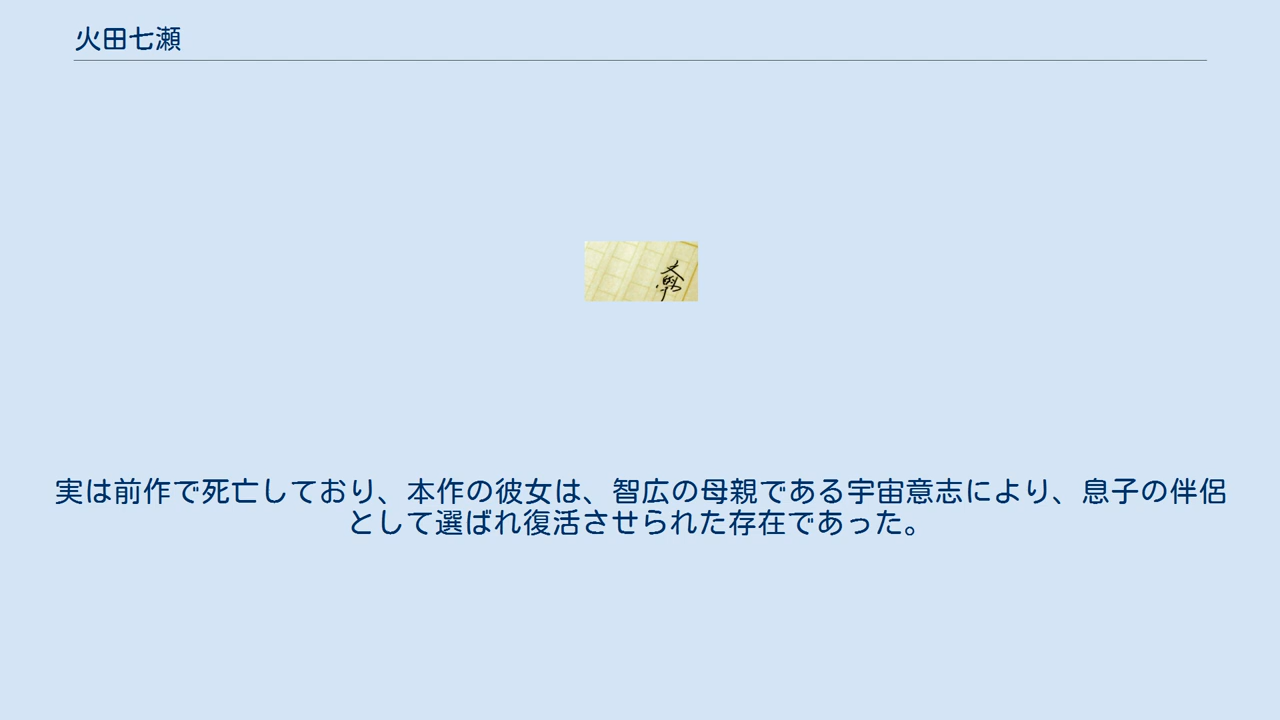 火田七瀬
実は前作で死亡しており、本作の彼女は、智広の母親である宇宙意志により、息子の伴侶
として選ばれ復活させられた存在であった。